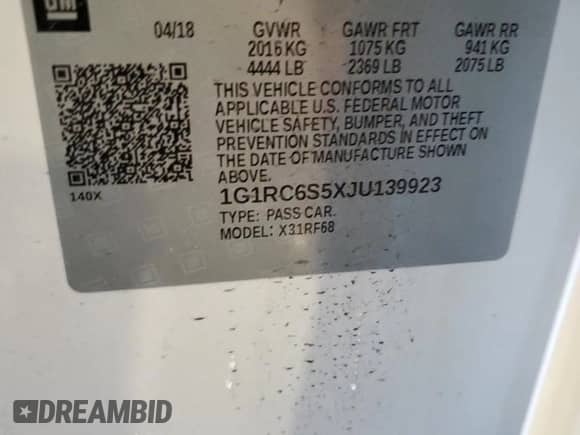 GM
04/18 GVWR GAWR FRT GAWR RR
2016 KG 1075 KG 941 KG
4444 LB 2369 LB 2075 LB
THIS VEHICLE CONFORMS TO ALL
APPLICABLE U.S. FEDERAL MOTOR
VEHICLE SAFETY, BUMPER, AND THEFT
PREVENTION STANDARDS IN EFFECT ON
THE DATE OF MANUFACTURE SHOWN
ABOVE.
140X
1G1RC6S5XJU139923
TYPE: PASS CAR.
MODEL: X31RF68
DREAMBID